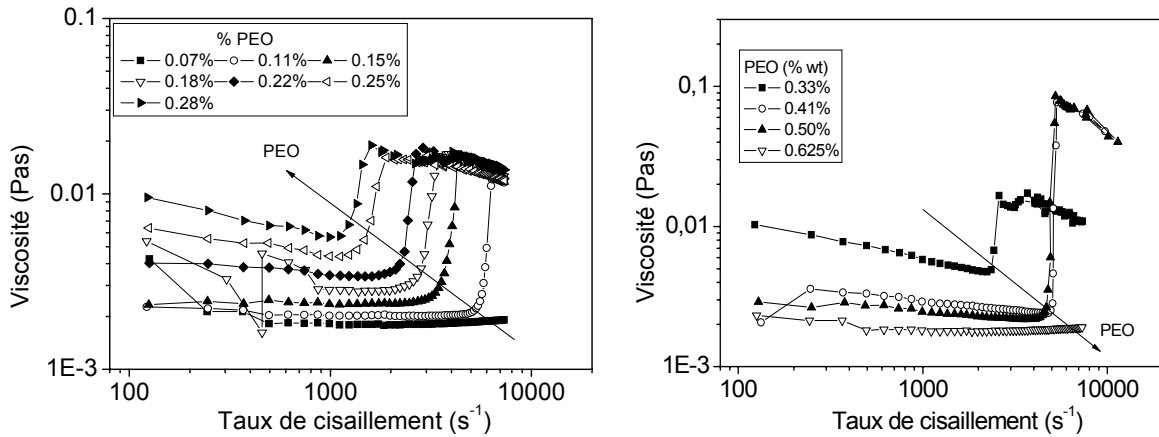 0.1
0.01
1E-3
Viscosité (Pas)
% PEO
0.07% 0.11% 0.15%
0.18% 0.22% 0.25%
0.28%
PEO
100 1000 10000
Taux de cisaillement (s-1)
0,1
0,01
1E-3
Viscosité (Pas)
PEO (% wt)
0.33%
0.41%
0.50%
0.625%
PEO
100 1000 10000
Taux de cisaillement (s-1)